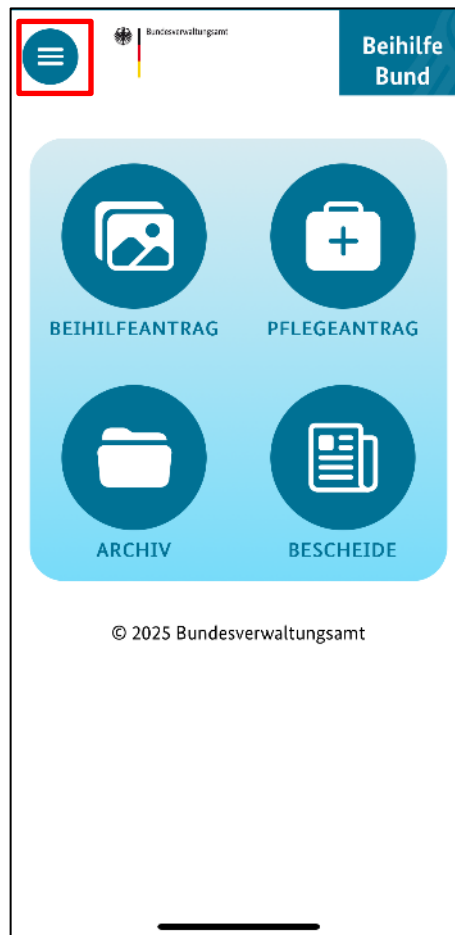 Bundesverwaltungsamt
Beihilfe
Bund
BEIHILFEANTRAG
PFLEGEANTRAG
ARCHIV
BESCHEIDE
© 2025 Bundesverwaltungsamt